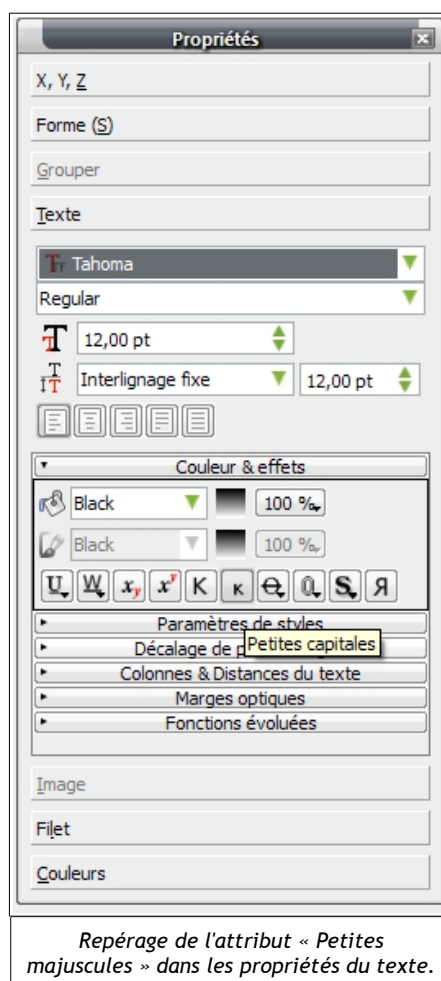 Propriétés
X, Y, Z
Forme (S)
Grouper
Texte
Tahoma
Regular
12,00 pt
Interlignage fixe 12,00 pt
Couleur & effets
Black 100 %
Black 100 %
U W xy xy K K O O S Я
Paramètres de styles
Décalage de p
Petites capitales
Colonnes & Distances du texte
Marges optiques
Fonctions évoluées
Image
Filet
Couleurs
Repérage de l'attribut « Petites
majuscules » dans les propriétés du texte.